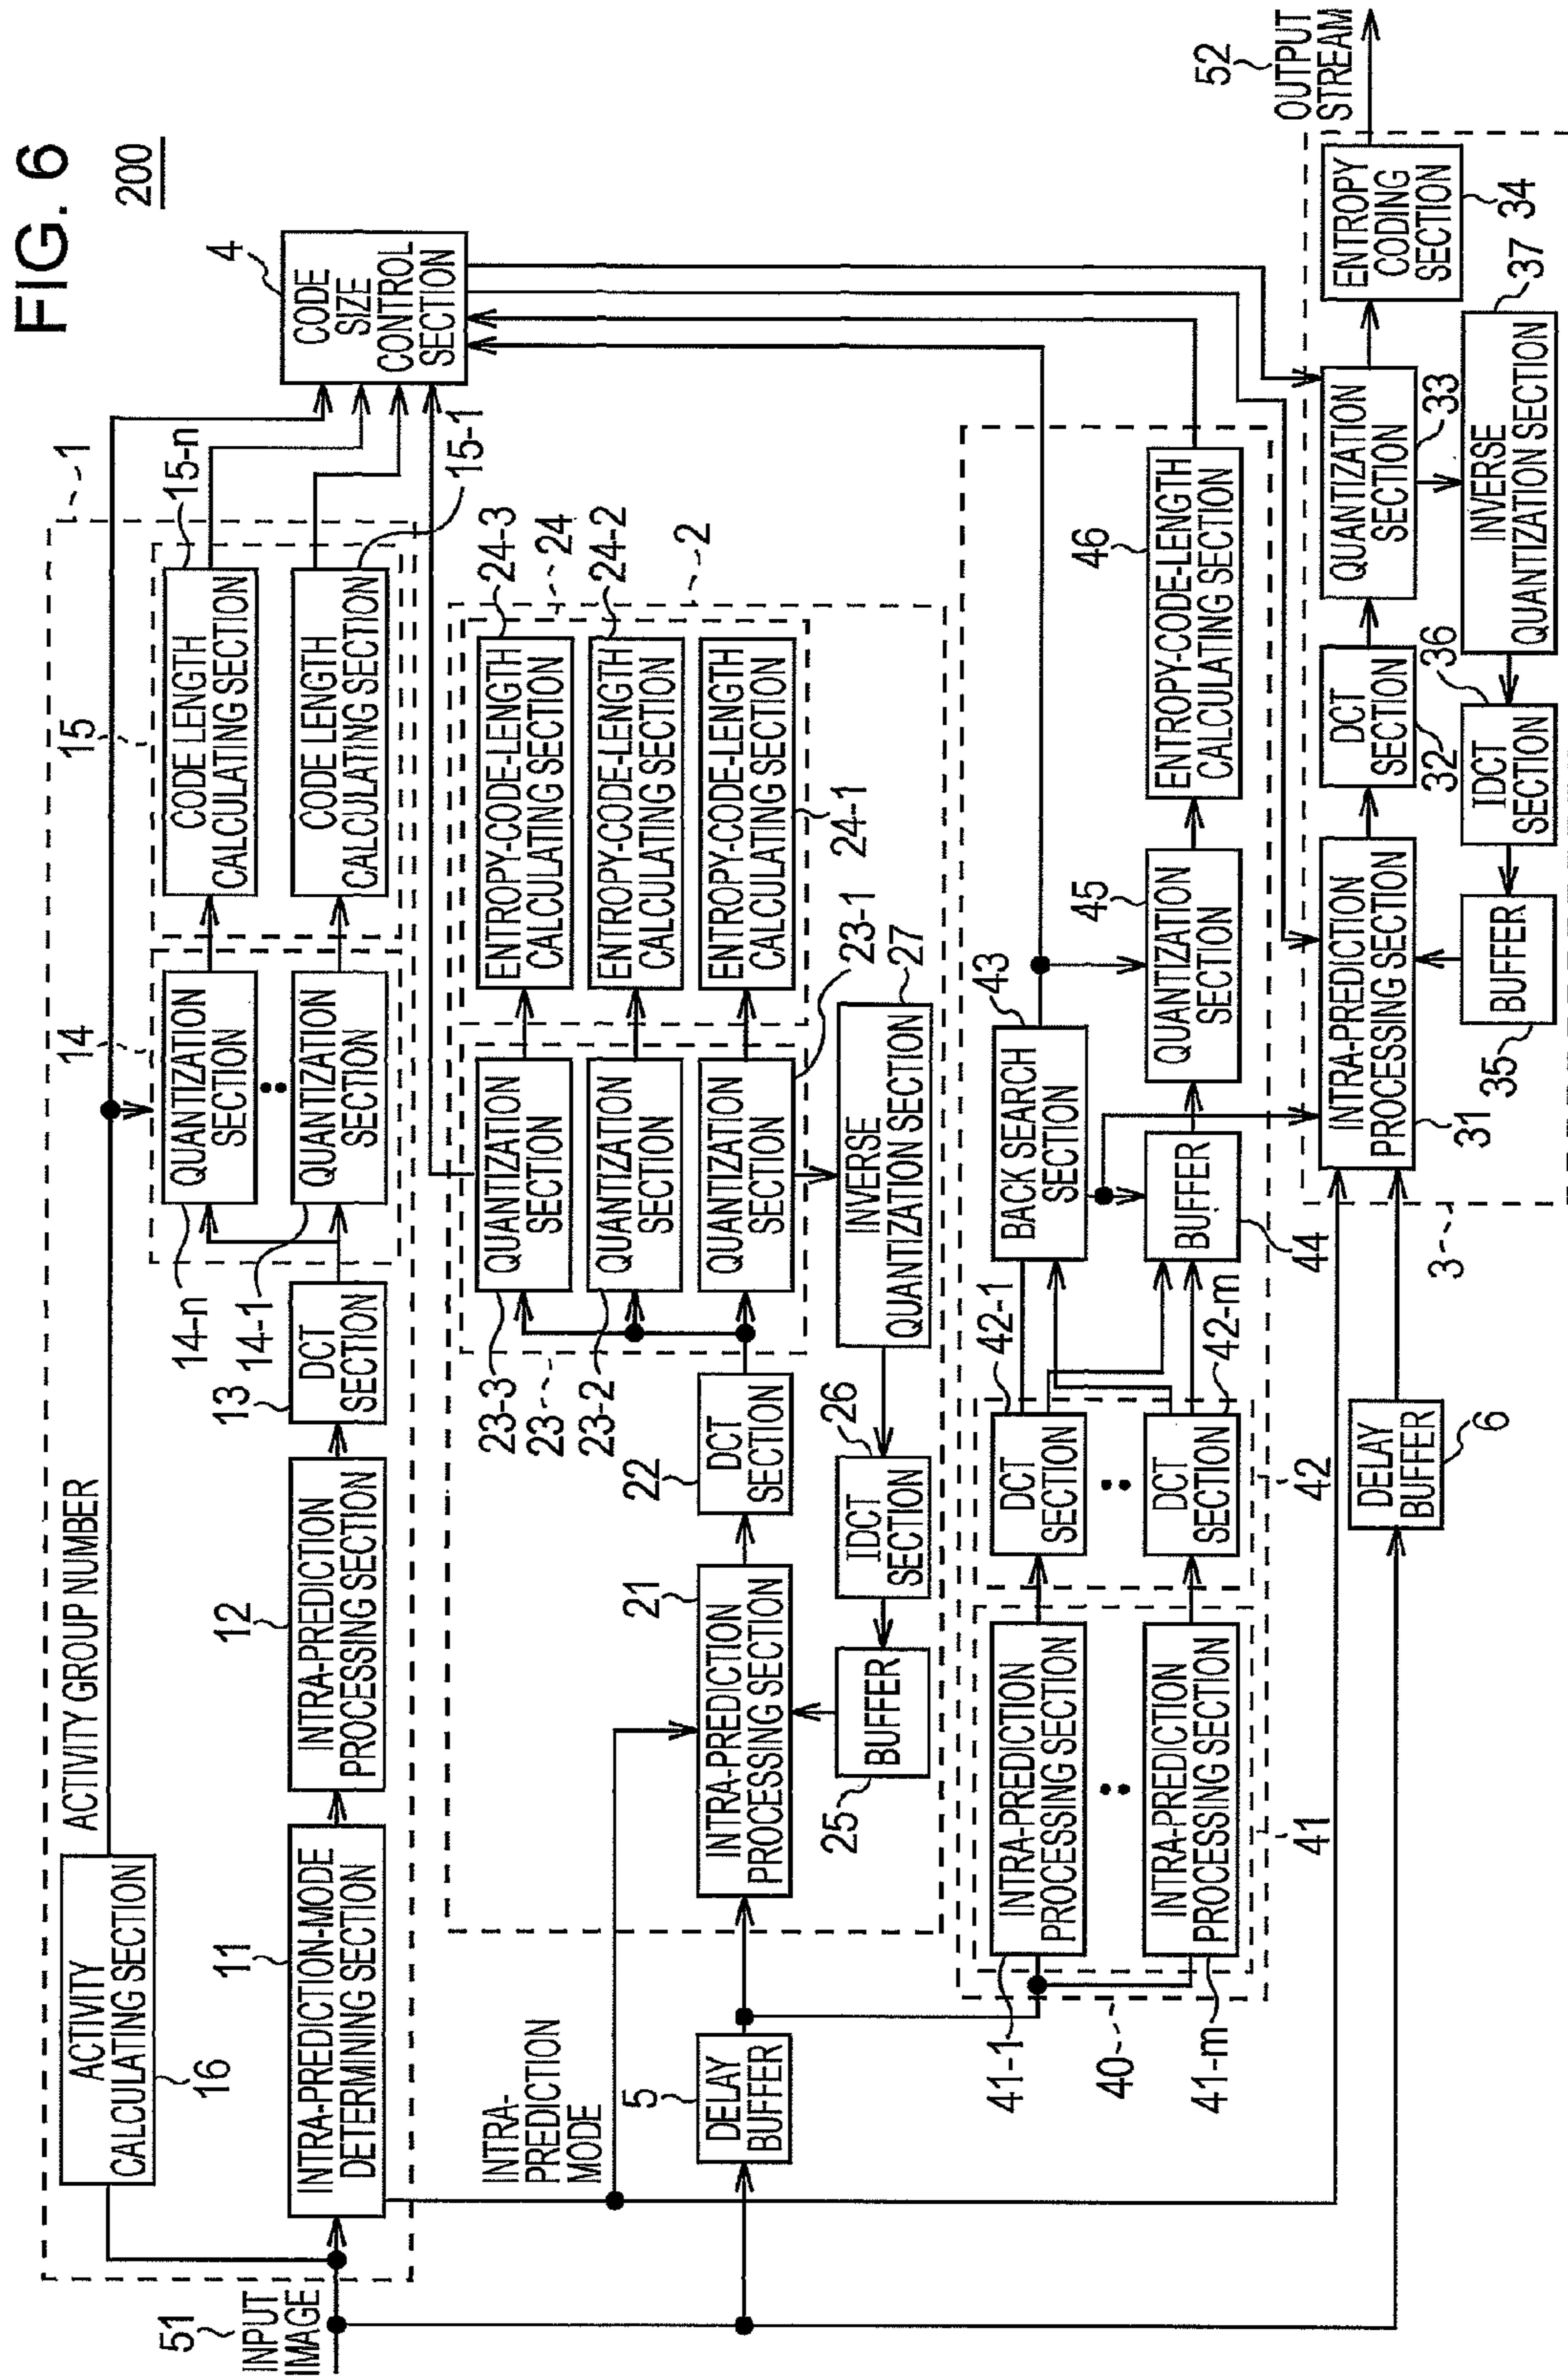 FIG. 6
200
1
ACTIVITY
CALCULATING SECTION
16
ACTIVITY GROUP NUMBER
51
INPUT
IMAGE
11
INTRA-PREDICTION-MODE
DETERMINING SECTION
12
INTRA-PREDICTION
PROCESSING SECTION
13
DCT
SECTION
14
14-n
QUANTIZATION
SECTION
14-1
QUANTIZATION
SECTION
15
15-n
CODE LENGTH
CALCULATING SECTION
15-1
CODE LENGTH
CALCULATING SECTION
4
CODE
SIZE
CONTROL
SECTION
INTRA-
PREDICTION
MODE
5
DELAY
BUFFER
2
21
INTRA-PREDICTION
PROCESSING SECTION
22
DCT
SECTION
23-3
23
23-2
23-1
QUANTIZATION
SECTION
QUANTIZATION
SECTION
QUANTIZATION
SECTION
24-3
24
24-2
24-1
ENTROPY-CODE-LENGTH
CALCULATING SECTION
ENTROPY-CODE-LENGTH
CALCULATING SECTION
ENTROPY-CODE-LENGTH
CALCULATING SECTION
25
BUFFER
26
IDCT
SECTION
27
INVERSE
QUANTIZATION SECTION
40
41-1
INTRA-PREDICTION
PROCESSING SECTION
41-m
INTRA-PREDICTION
PROCESSING SECTION
41
42-1
DCT
SECTION
42-m
DCT
SECTION
42
43
BACK SEARCH
SECTION
44
BUFFER
45
QUANTIZATION
SECTION
46
ENTROPY-CODE-LENGTH
CALCULATING SECTION
6
DELAY
BUFFER
3
31
INTRA-PREDICTION
PROCESSING SECTION
32
DCT
SECTION
33
QUANTIZATION
SECTION
34
ENTROPY
CODING
SECTION
35
BUFFER
36
IDCT
SECTION
37
INVERSE
QUANTIZATION SECTION
52
OUTPUT
STREAM